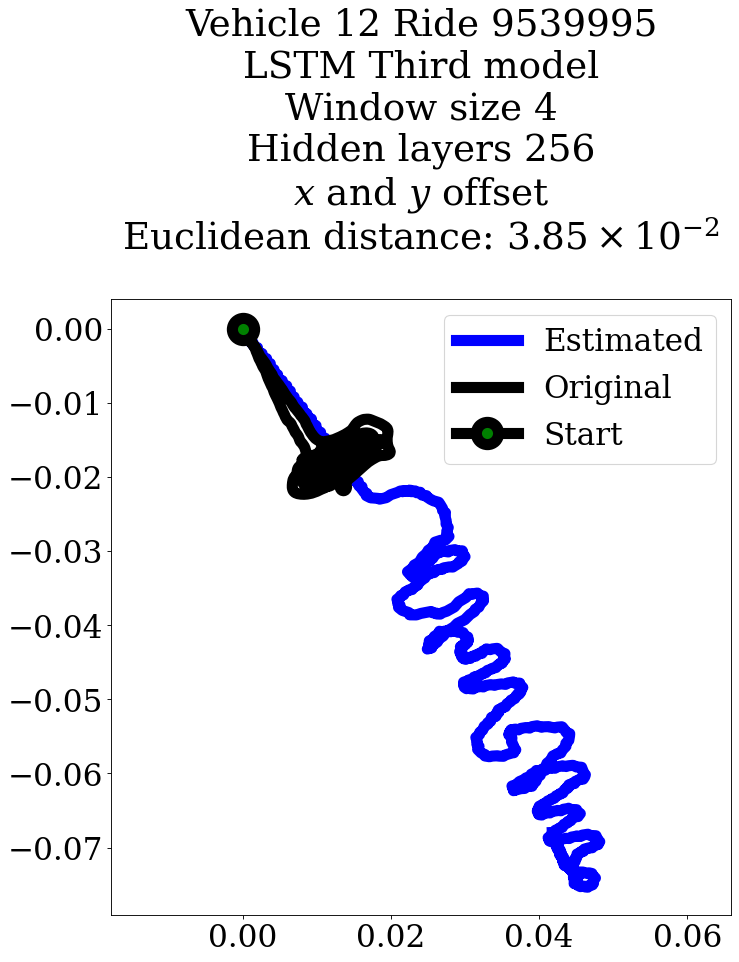 Vehicle 12 Ride 9539995
LSTM Third model
Window size 4
Hidden layers 256
x and y offset
Euclidean distance: 3.85 × 10⁻²
Estimated
Original
Start
0.00
−0.01
−0.02
−0.03
−0.04
−0.05
−0.06
−0.07
0.00 0.02 0.04 0.06